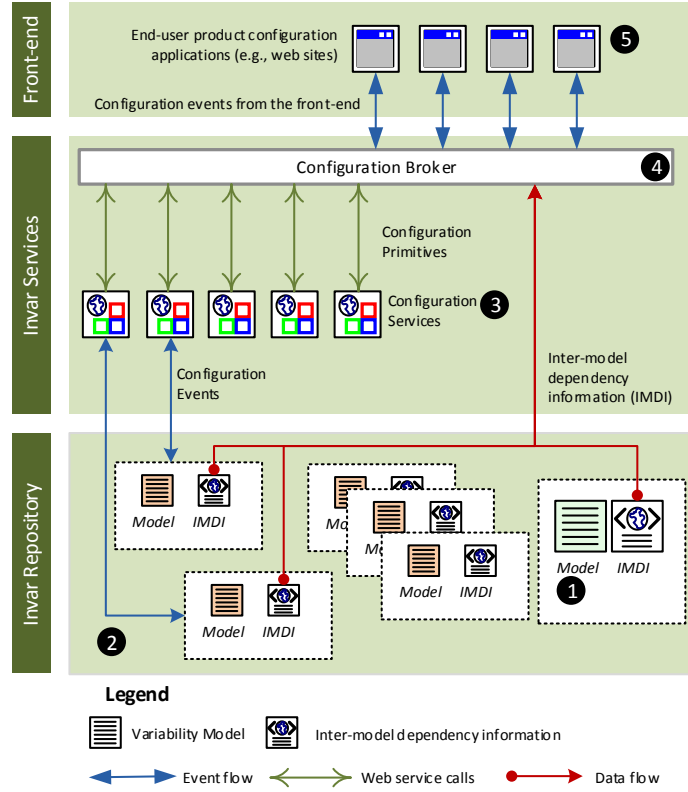 Front-end
End-user product configuration
applications (e.g., web sites)
5
Configuration events from the front-end
Invar Services
Configuration Broker
4
Configuration
Primitives
Configuration
Services
3
Configuration
Events
Inter-model
dependency
information (IMDI)
Invar Repository
Model IMDI
Model IMDI
Model IMDI
Mo
Model IMDI
Model IMDI
1
2
Model IMDI
Legend
Variability Model
Inter-model dependency information
Event flow
Web service calls
Data flow